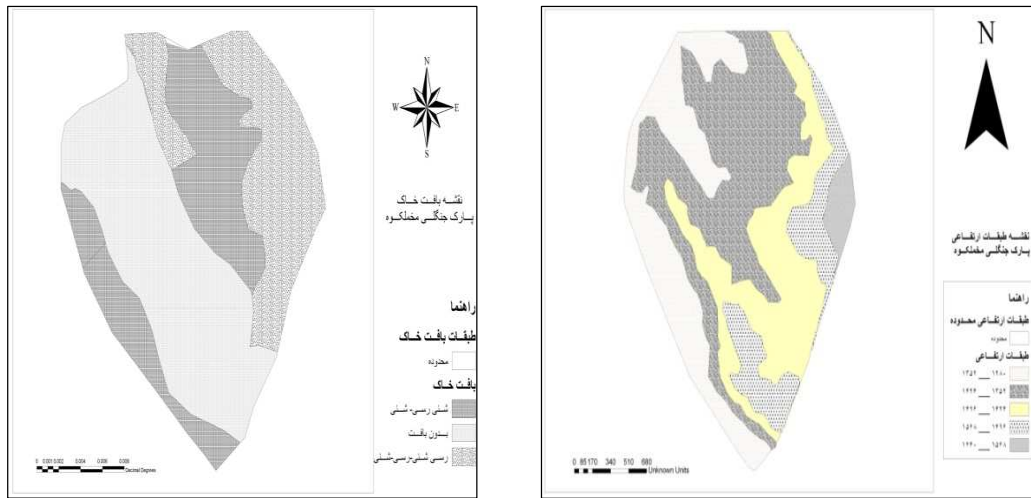 N
W
E
S
نقشه بافت خاک
پارک جنگلی مخملکوه
راهنما
طبقات بافت خاک
محدوده
بافت خاک
شنی رسی- شنی
بدون بافت
رسی شنی-رسی-شنی
Decimal Degrees
N
نقشه طبقات ارتفاعی
پارک جنگلی مخملکوه
راهنما
طبقات ارتفاعی محدوده
محدوده
طبقات ارتفاعی
0 85 170 340 510 680
Unknown Units